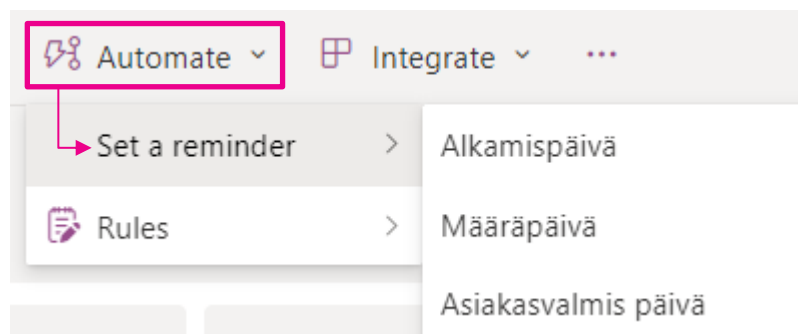 Automate Integrate ...
Set a reminder
Alkamispäivä
Rules
Määräpäivä
Asiakasvalmis päivä